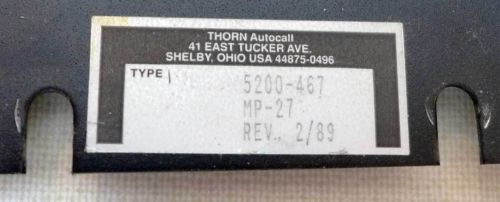 THORN Autocall
41 EAST TUCKER AVE.
SHELBY, OHIO USA 44875-0496
TYPE 5200-467
MP-27
REV., 2/89